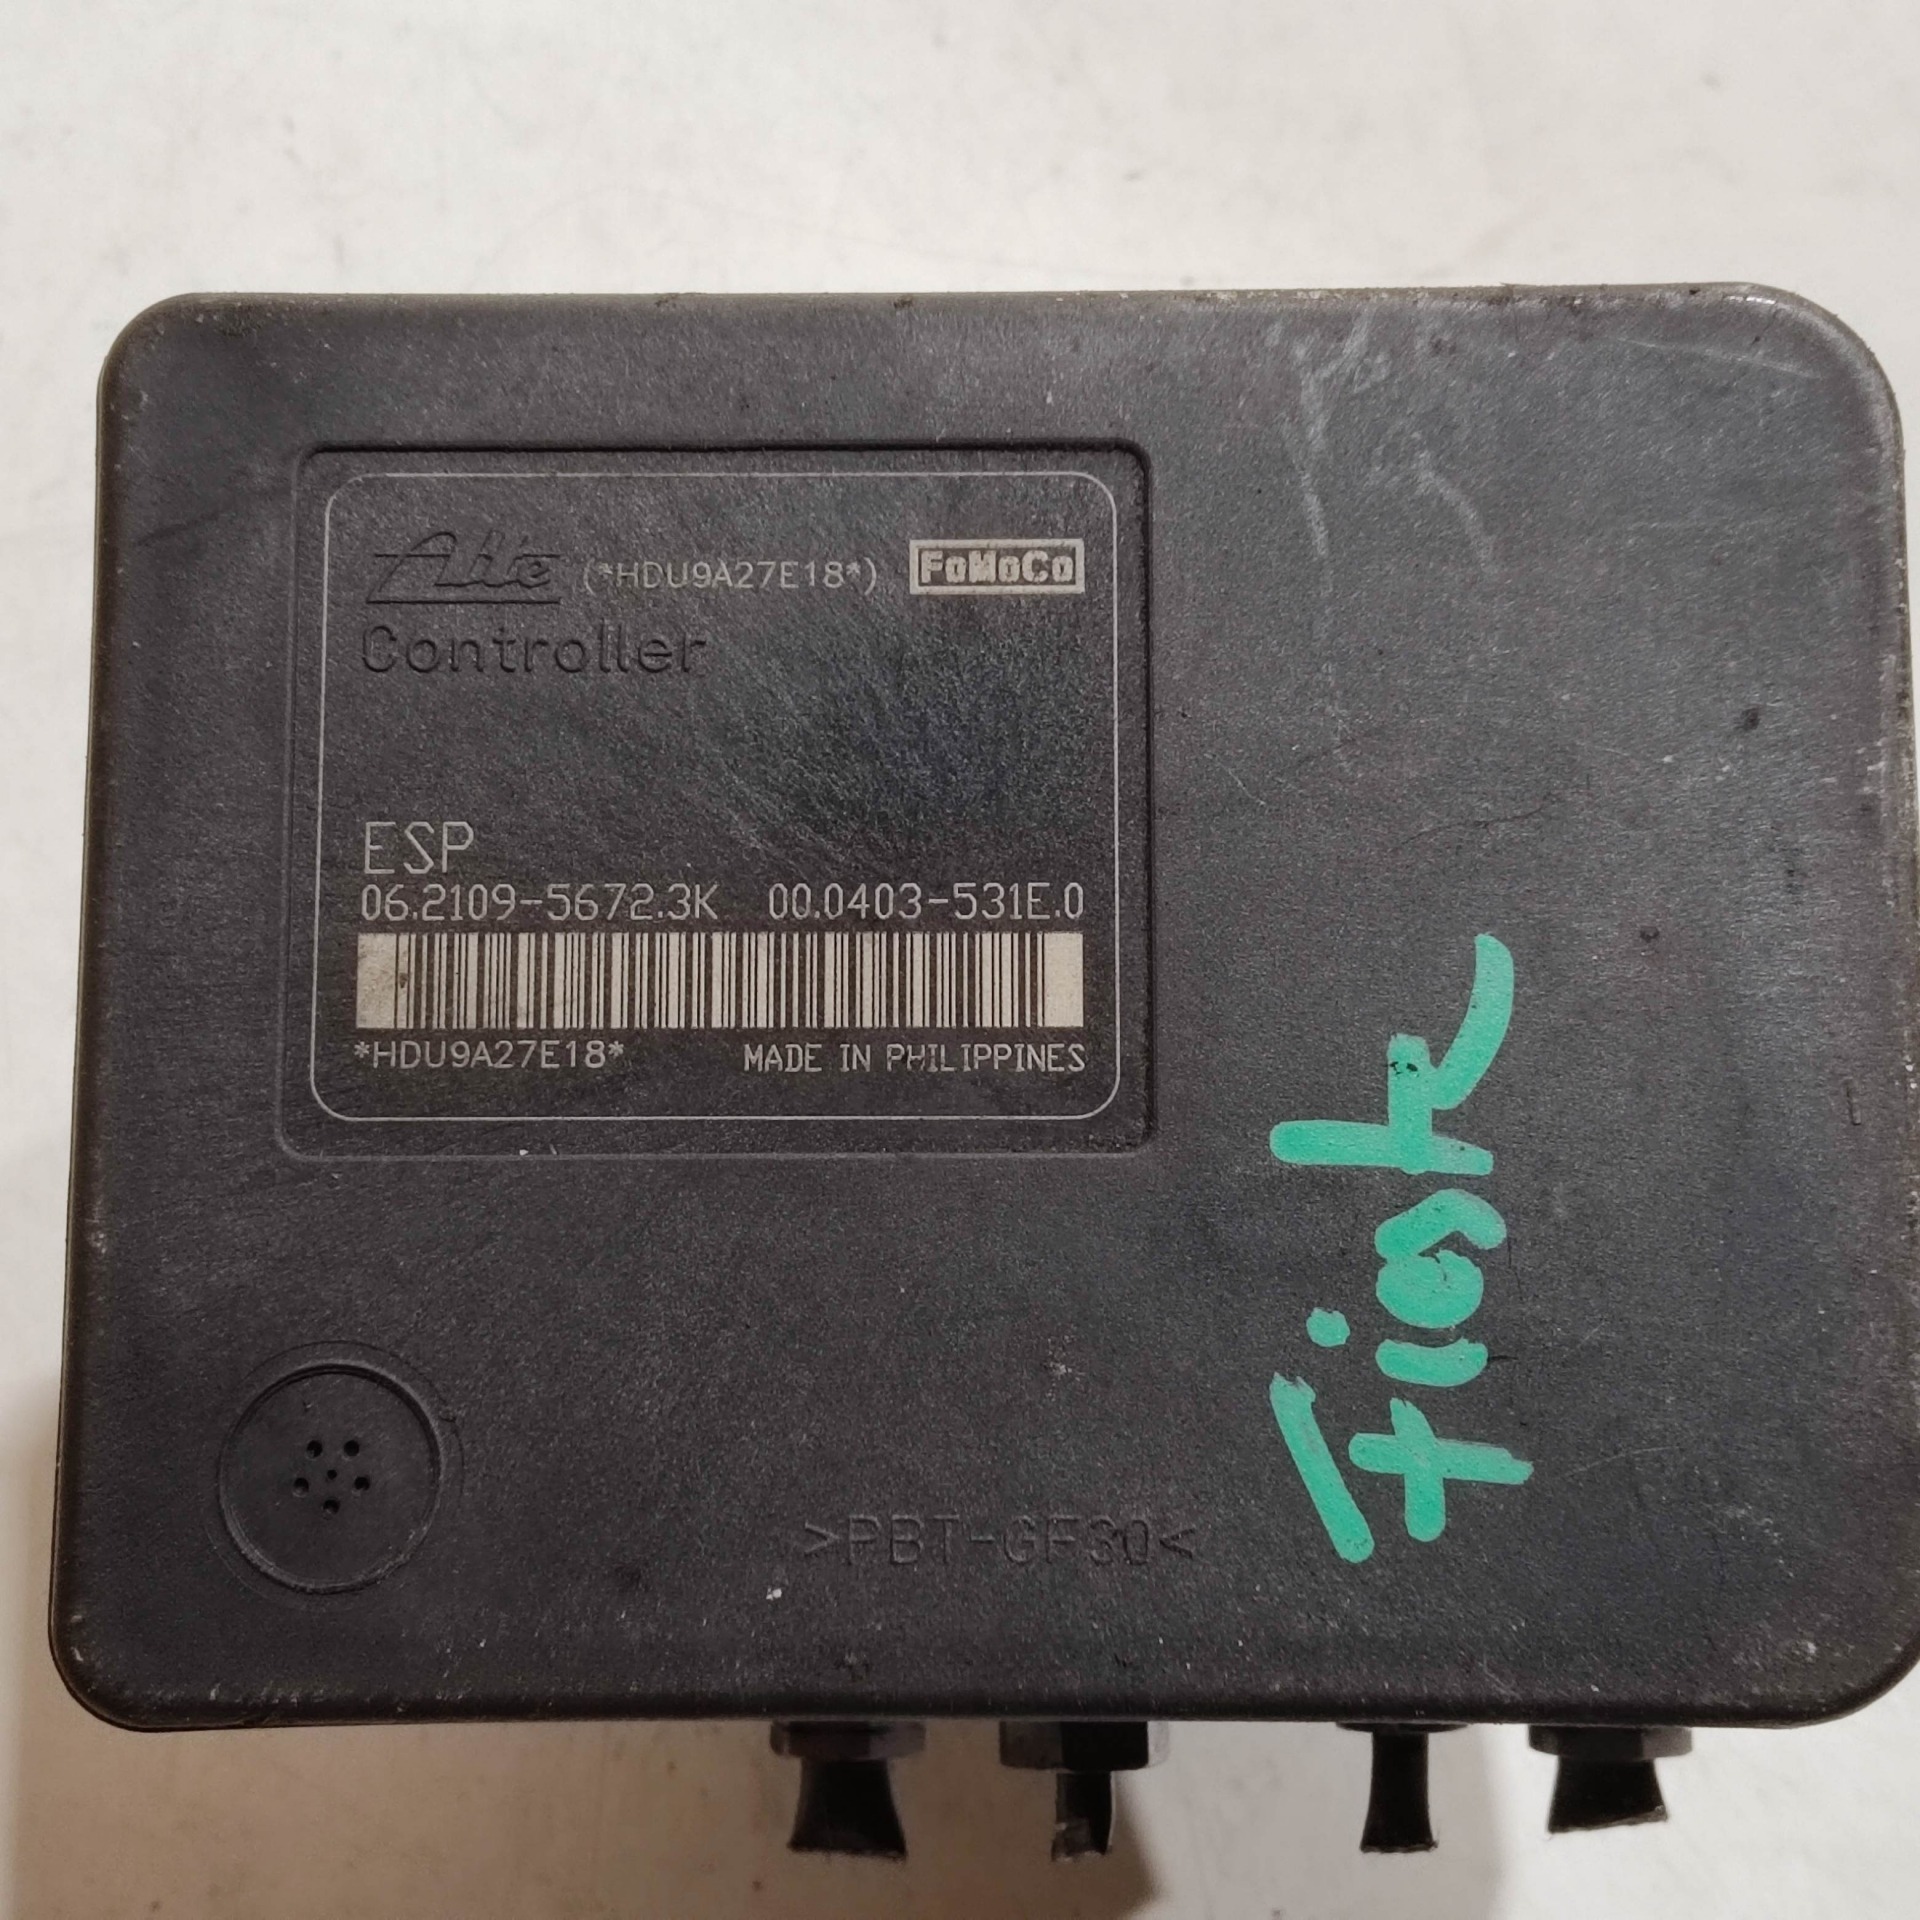 Ate (*HDU9A27E18*) FoMoCo
Controller
ESP
06.2109-5672.3K 00.0403-531E.0
*HDU9A27E18* MADE IN PHILIPPINES
>PBT-GF30<